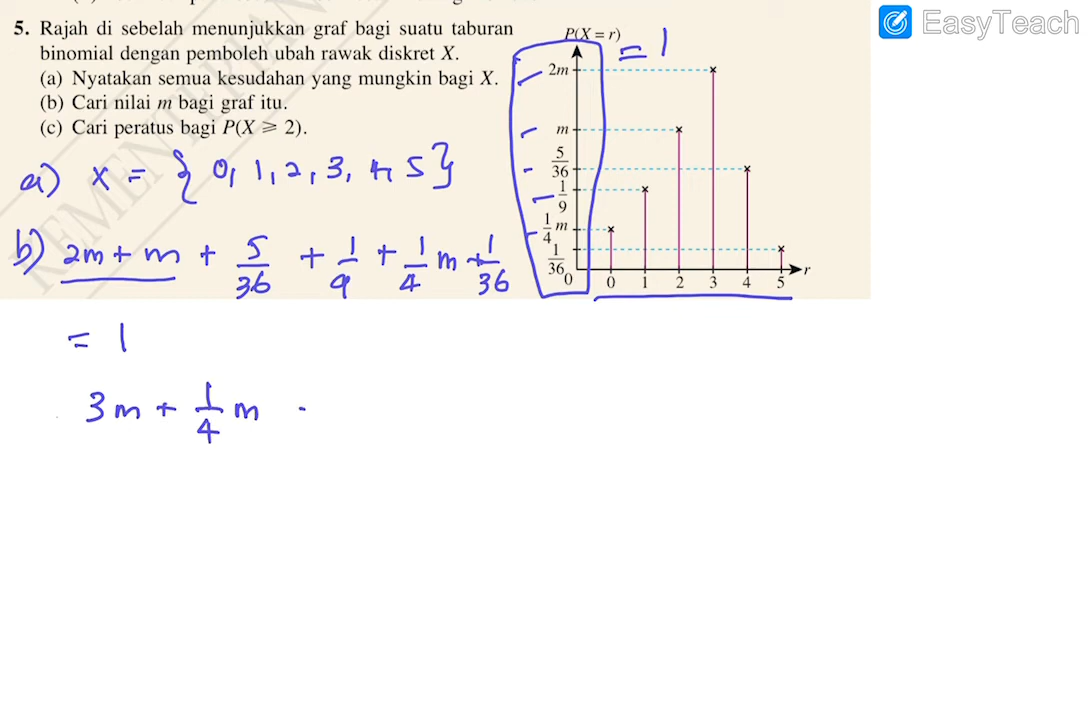 5. Rajah di sebelah menunjukkan graf bagi suatu taburan
binomial dengan pemboleh ubah rawak diskret X.
(a) Nyatakan semua kesudahan yang mungkin bagi X.
(b) Cari nilai m bagi graf itu.
(c) Cari peratus bagi P(X ⩾ 2).
EasyTeach
P(X = r)
= 1
2m
m
5/36
1/9
1/4 m
1/36
0
0 1 2 3 4 5 r
a) X = { 0, 1, 2, 3, 4, 5 }
b) 2m + m + 5/36 + 1/9 + 1/4 m + 1/36
= 1
3m + 1/4 m